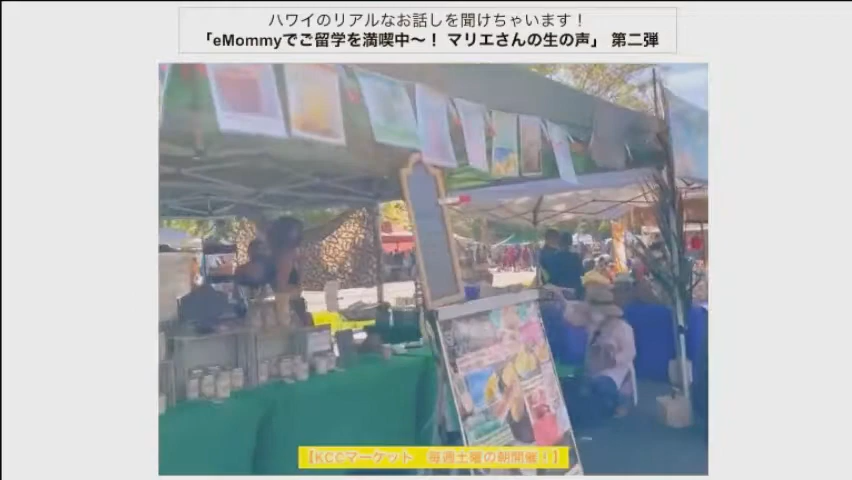 ハワイのリアルなお話しを聞けちゃいます！
「eMommyでご留学を満喫中〜！ マリエさんの生の声」 第二弾
【KCCマーケット　毎週土曜の朝開催！】